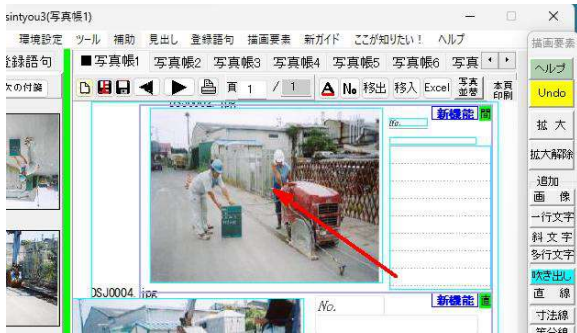 sintyou3(写真帳1)
環境設定 ツール 補助 見出し 登録語句 描画要素 新ガイド ここが知りたい! ヘルプ
描画要素
録語句 ■写真帳1 写真帳2 写真帳3 写真帳4 写真帳5 写真帳6 写真
ヘルプ
次の付箋
頁 1 / 1 A No 移出 移入 Excel 写真並替 本頁印刷
Undo
新機能 間
No.
拡 大
拡大解除
追加画 像
一行文字
斜 文 字
多行文字
吹き出し
DSJ0004. jpg
No.
新機能 直
直 線
寸法線